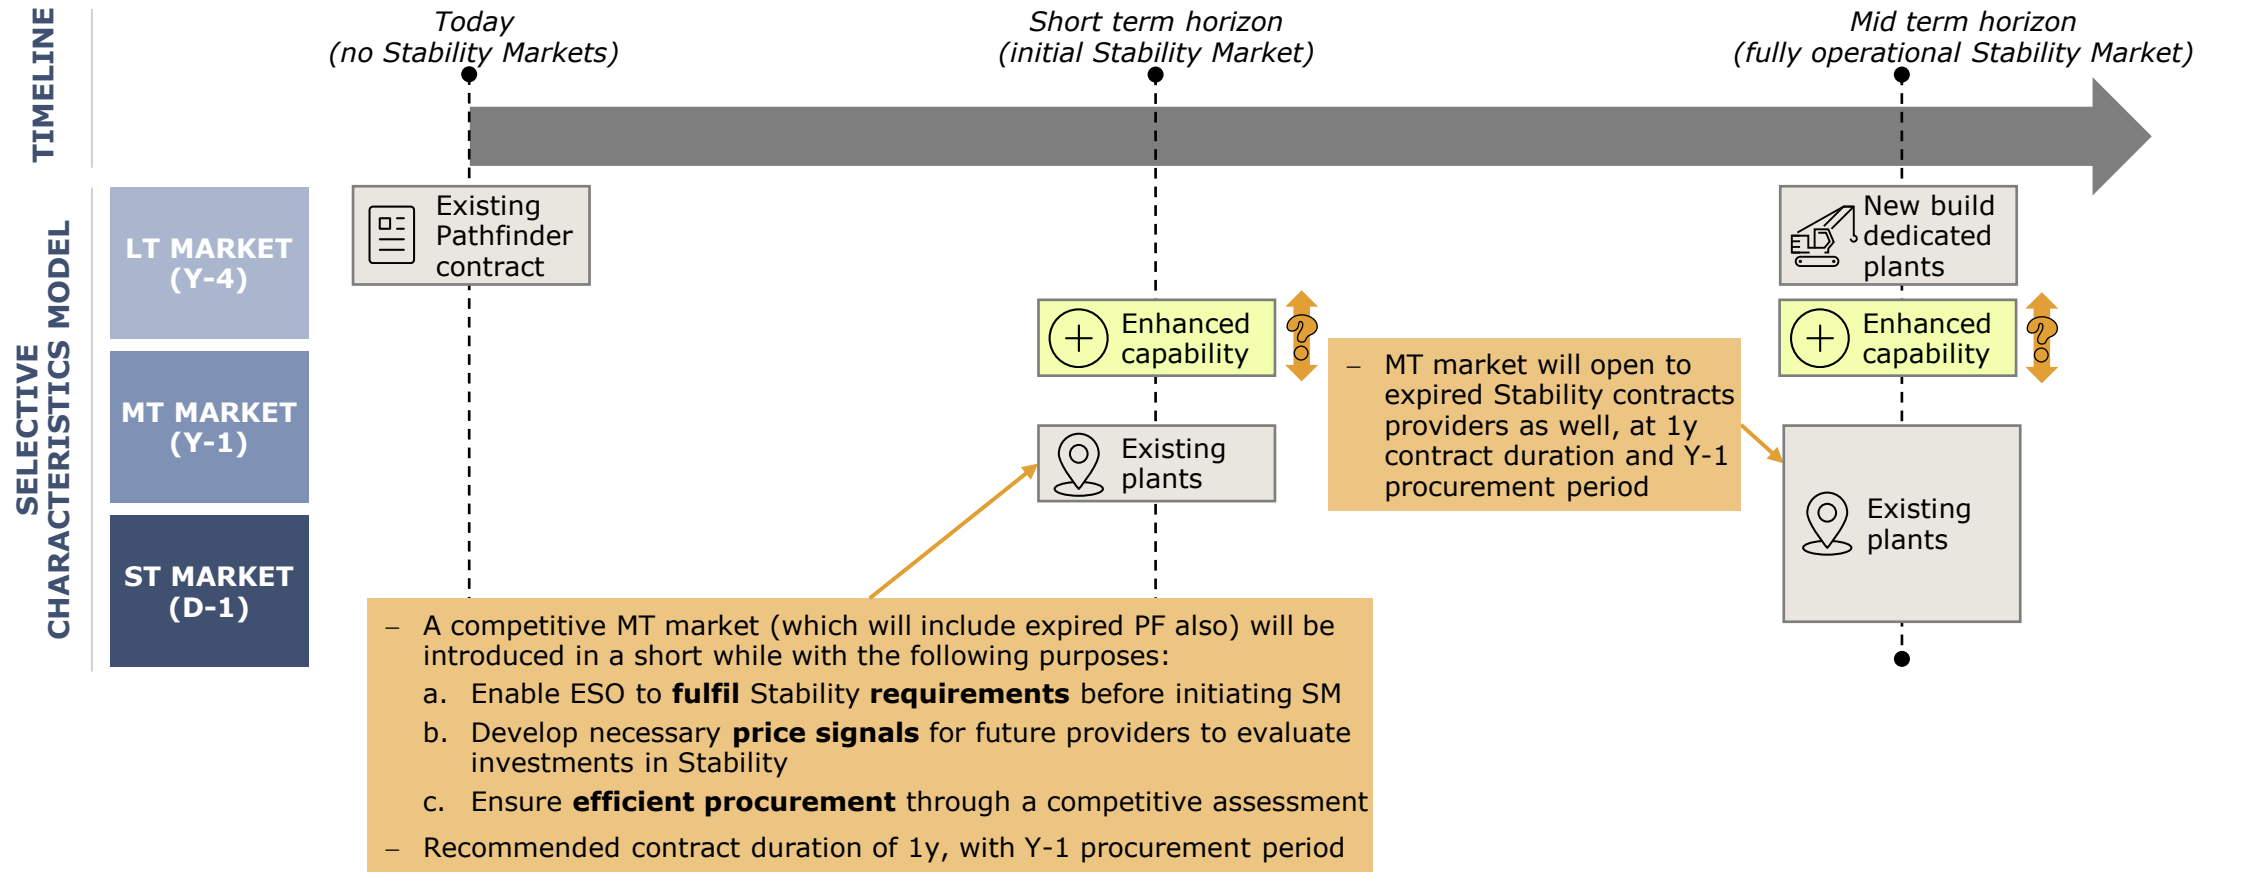 TIMELINE
Today
(no Stability Markets)
Short term horizon
(initial Stability Market)
Mid term horizon
(fully operational Stability Market)
SELECTIVE
CHARACTERISTICS MODEL
LT MARKET
(Y-4)
MT MARKET
(Y-1)
ST MARKET
(D-1)
Existing
Pathfinder
contract
New build
dedicated
plants
Enhanced
capability
?
Enhanced
capability
?
Existing
plants
– MT market will open to
expired Stability contracts
providers as well, at 1y
contract duration and Y-1
procurement period
Existing
plants
– A competitive MT market (which will include expired PF also) will be
introduced in a short while with the following purposes:
a. Enable ESO to fulfil Stability requirements before initiating SM
b. Develop necessary price signals for future providers to evaluate
investments in Stability
c. Ensure efficient procurement through a competitive assessment
– Recommended contract duration of 1y, with Y-1 procurement period